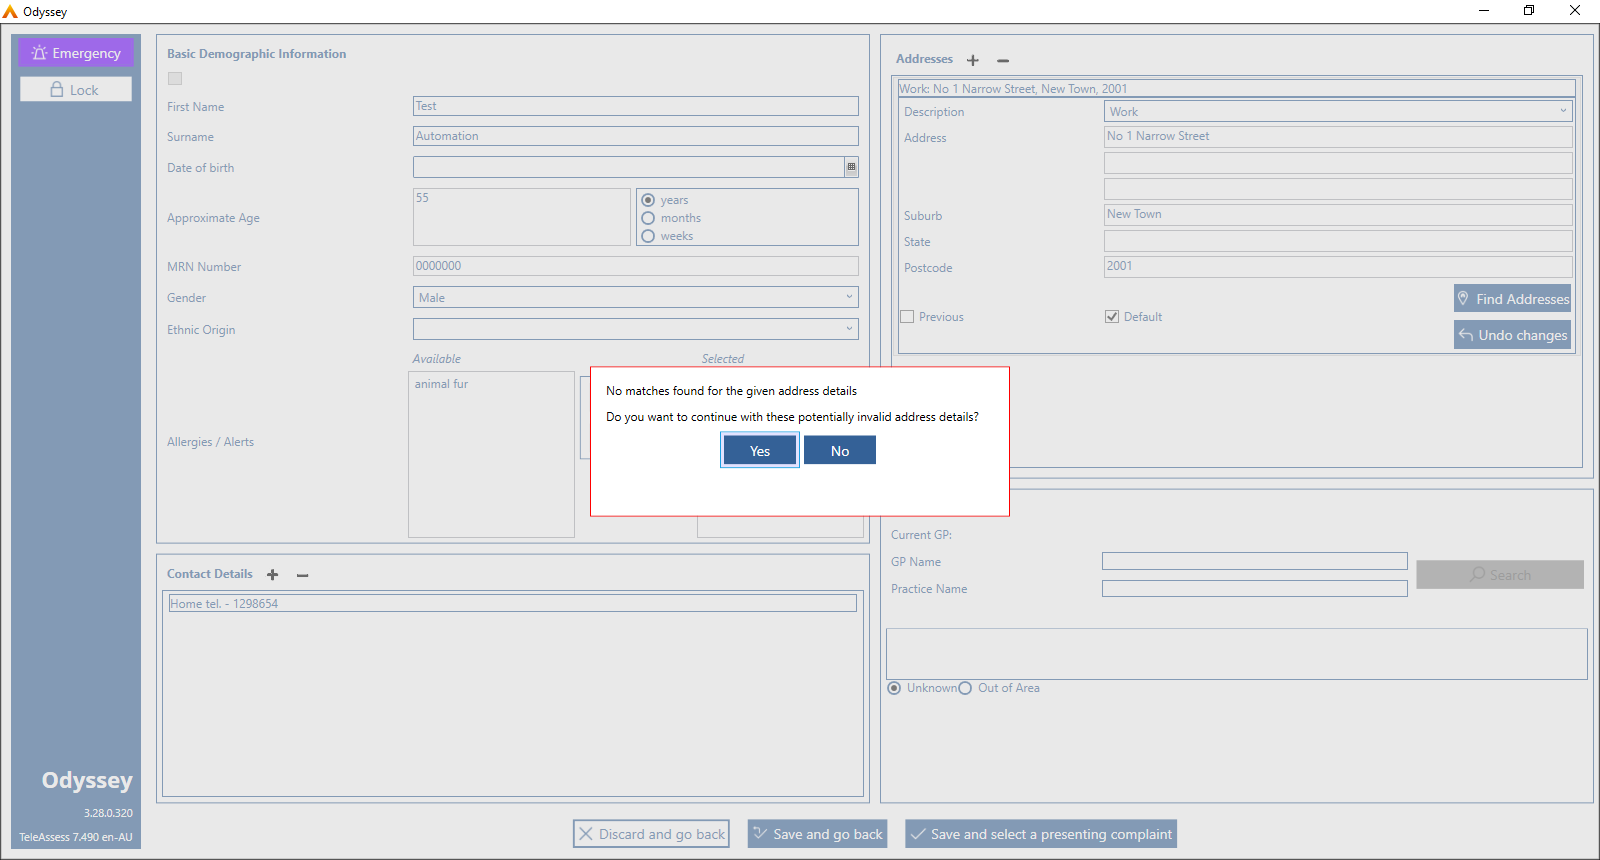 Odyssey
Emergency
Lock
Basic Demographic Information
First Name
Test
Surname
Automation
Date of birth
Approximate Age
55
years
months
weeks
MRN Number
0000000
Gender
Male
Ethnic Origin
Available
Selected
animal fur
Allergies / Alerts
Contact Details
Home tel. - 1298654
Addresses
Work: No 1 Narrow Street, New Town, 2001
Description
Work
Address
No 1 Narrow Street
Suburb
New Town
State
Postcode
2001
Find Addresses
Previous
Default
Undo changes
No matches found for the given address details
Do you want to continue with these potentially invalid address details?
Yes
No
Current GP:
GP Name
Search
Practice Name
Unknown
Out of Area
Odyssey
3.28.0.320
TeleAssess 7.490 en-AU
Discard and go back
Save and go back
Save and select a presenting complaint